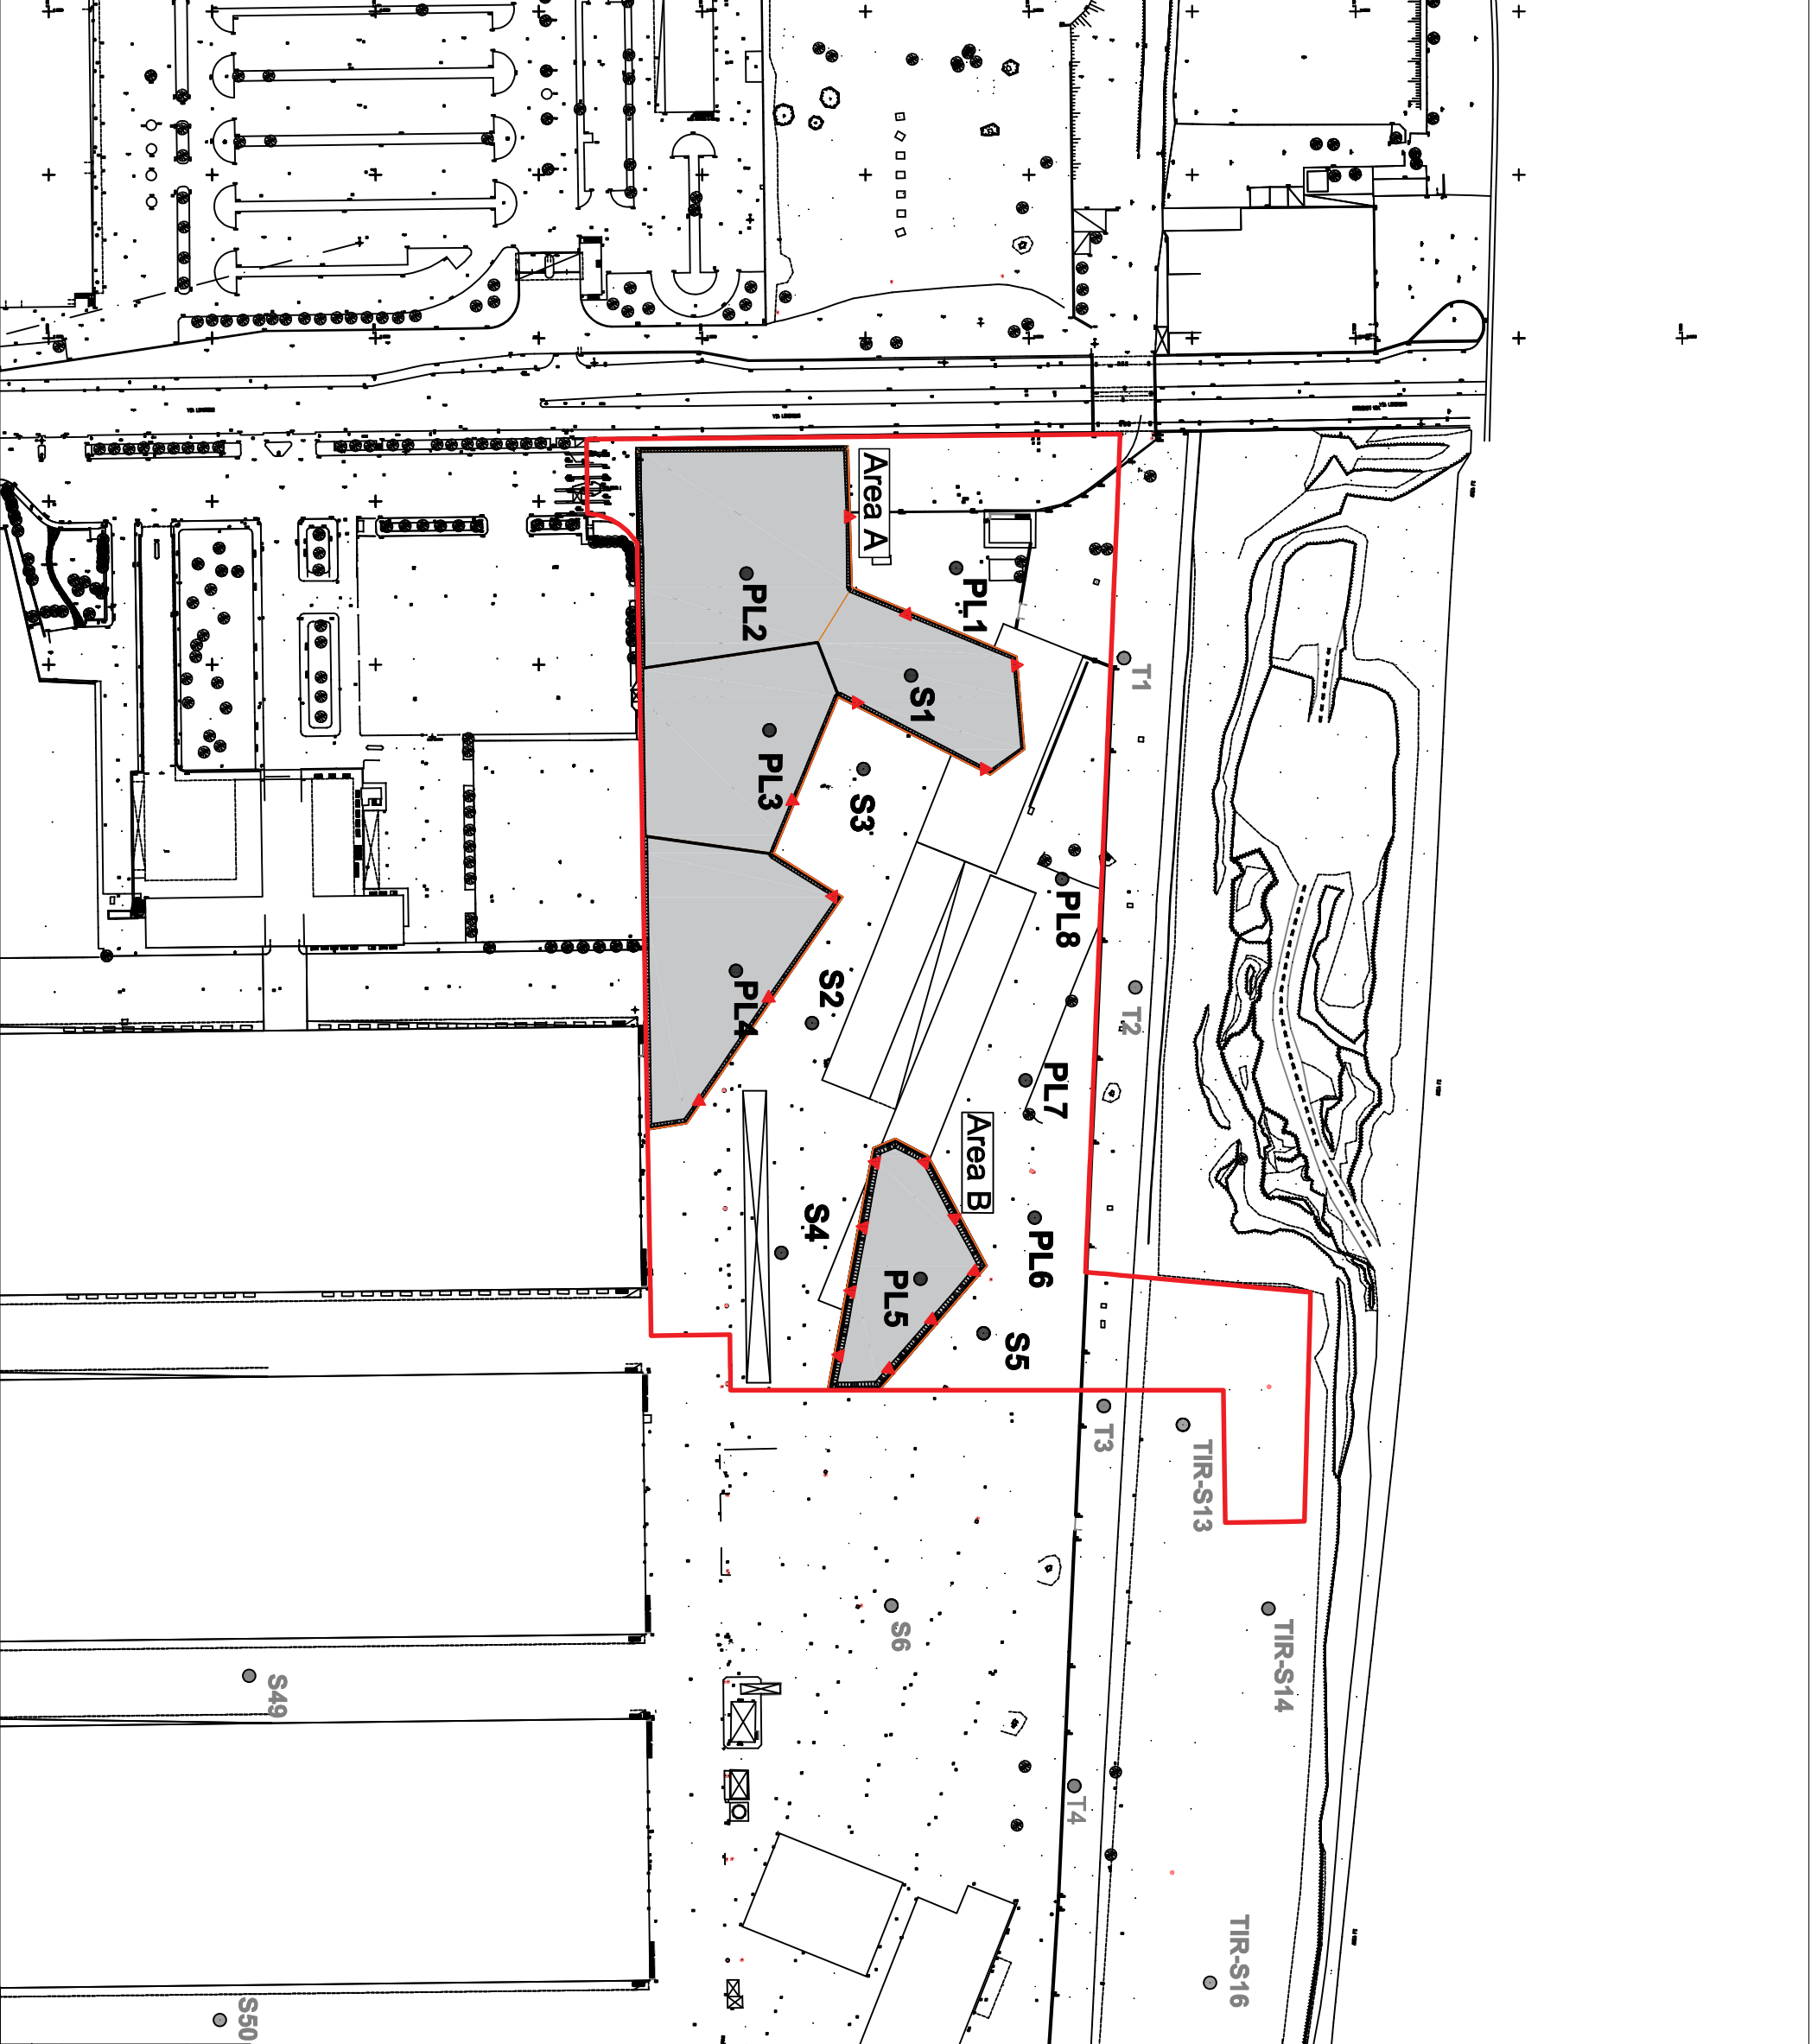 Area A
PL1
PL2
T1
S1
PL3
S3
PL8
S2
PL4
T2
PL7
Area B
S4
PL6
PL5
S5
T3
TIR-S13
S6
TIR-S14
S49
T4
TIR-S16
S50